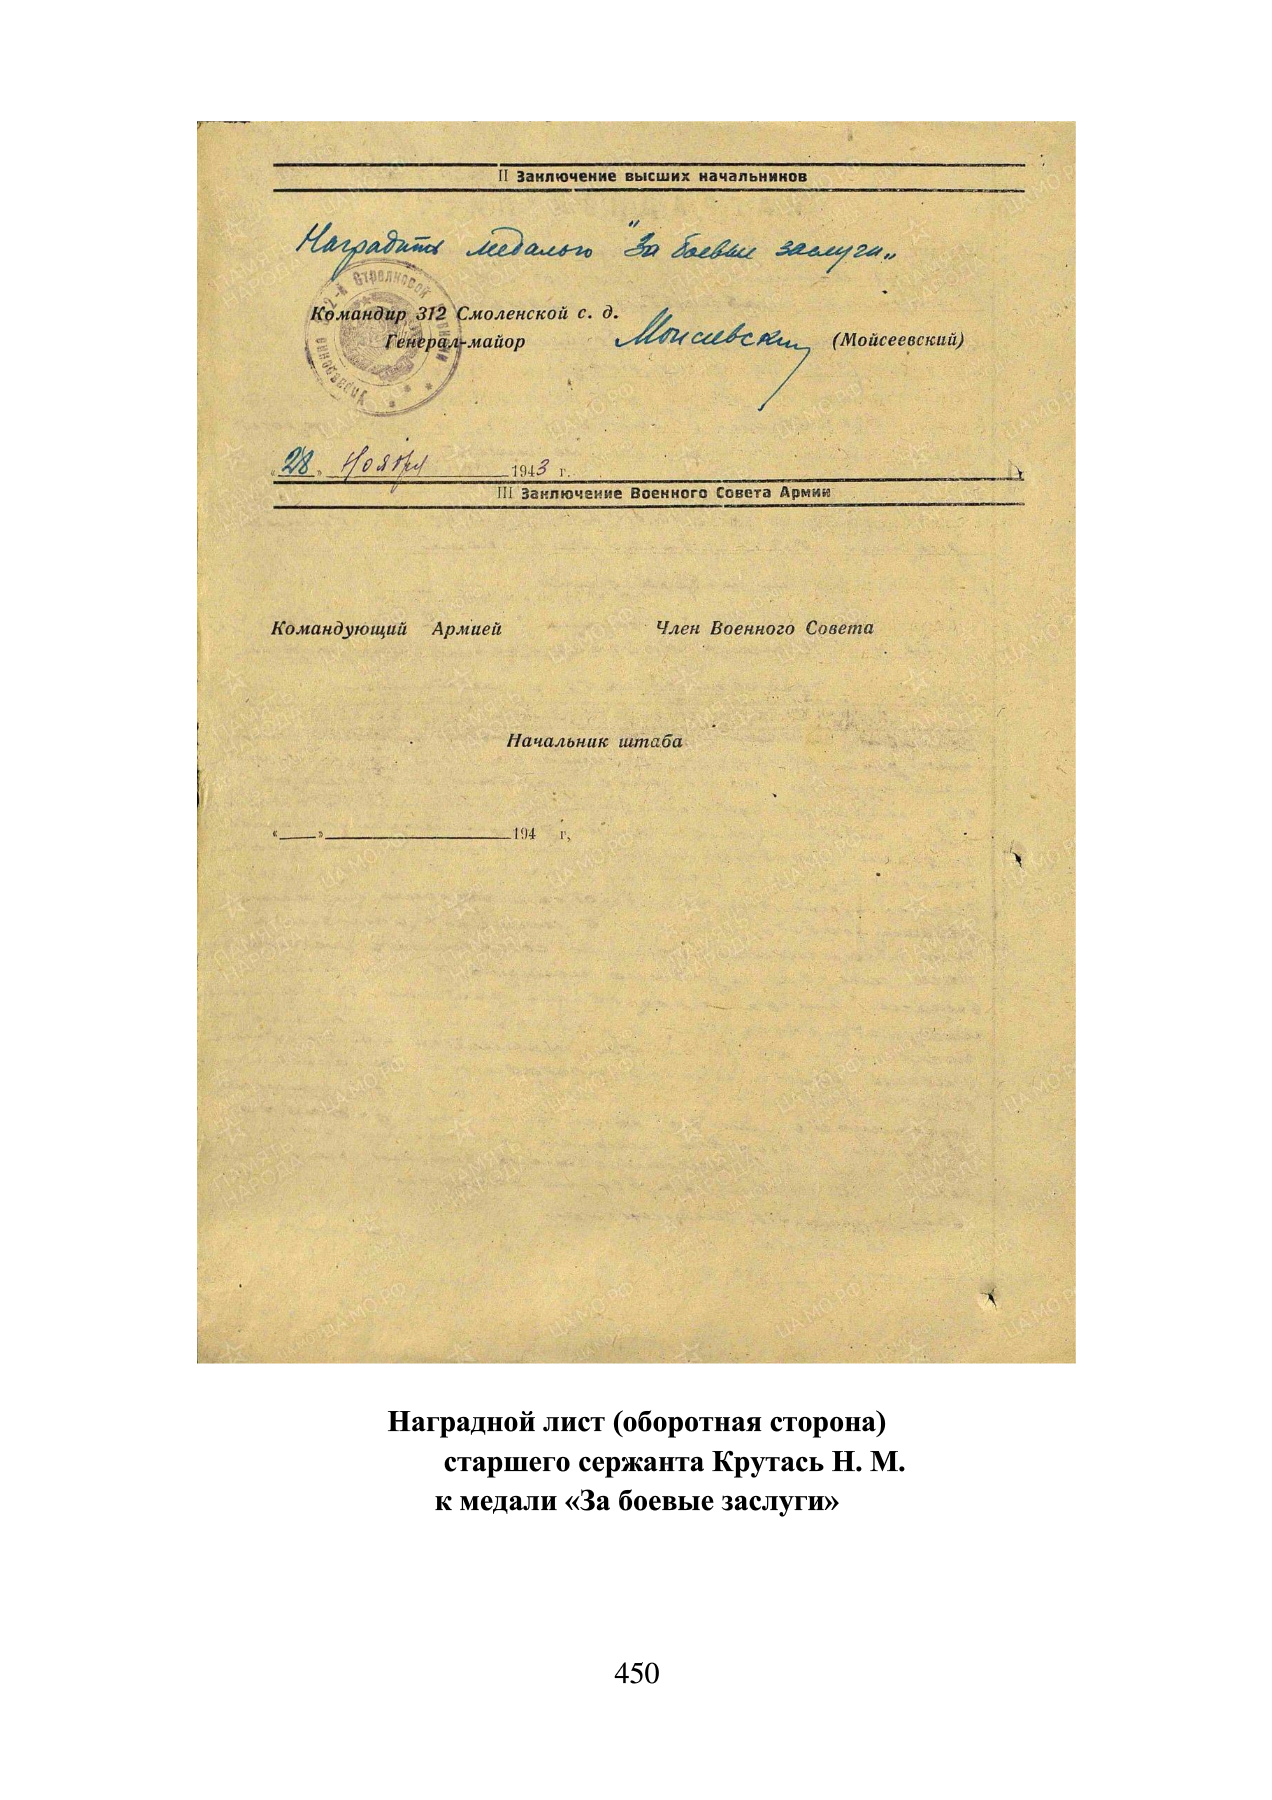 II Заключение высших начальников
Наградить медалью "За боевые заслуги"
Командир 312 Смоленской с. д.
Генерал-майор Моисеевский (Мойсеевский)
«28» Ноября 1943 г.
III Заключение Военного Совета Армии
Командующий Армией Член Военного Совета
Начальник штаба
«___»____________194 г,
Наградной лист (оборотная сторона)
старшего сержанта Крутась Н. М.
к медали «За боевые заслуги»
450